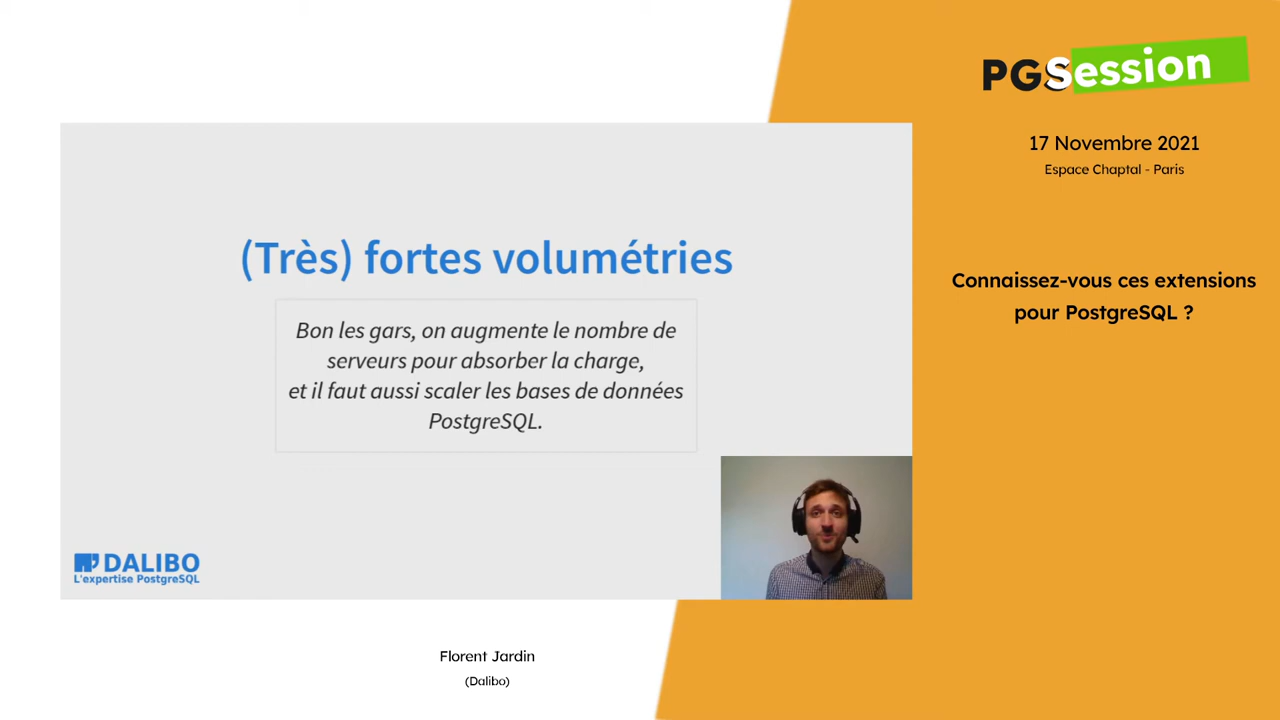 PGSession
17 Novembre 2021
Espace Chaptal - Paris
Connaissez-vous ces extensions
pour PostgreSQL ?
(Très) fortes volumétries
Bon les gars, on augmente le nombre de
serveurs pour absorber la charge,
et il faut aussi scaler les bases de données
PostgreSQL.
DALIBO
L'expertise PostgreSQL
Florent Jardin
(Dalibo)